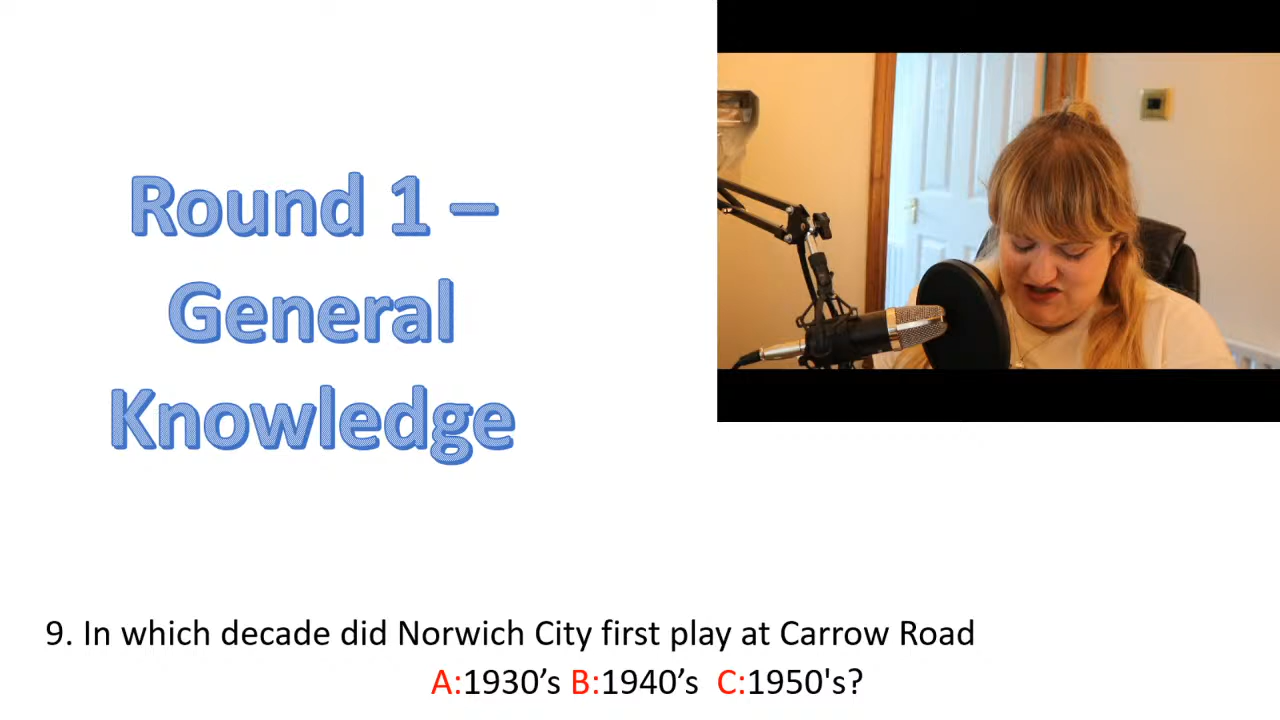 Round 1 –
General
Knowledge
9. In which decade did Norwich City first play at Carrow Road
A:1930’s B:1940’s C:1950's?